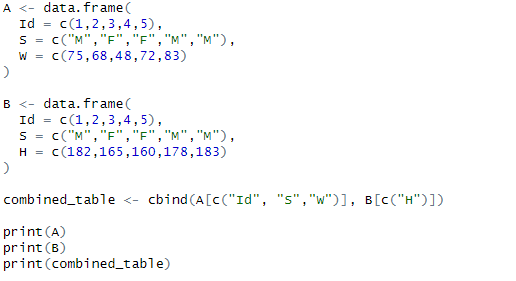 A <- data.frame(
  Id = c(1,2,3,4,5),
  S = c("M","F","F","M","M"),
  W = c(75,68,48,72,83)
)

B <- data.frame(
  Id = c(1,2,3,4,5),
  S = c("M","F","F","M","M"),
  H = c(182,165,160,178,183)
)

combined_table <- cbind(A[c("Id", "S","W")], B[c("H")])

print(A)
print(B)
print(combined_table)